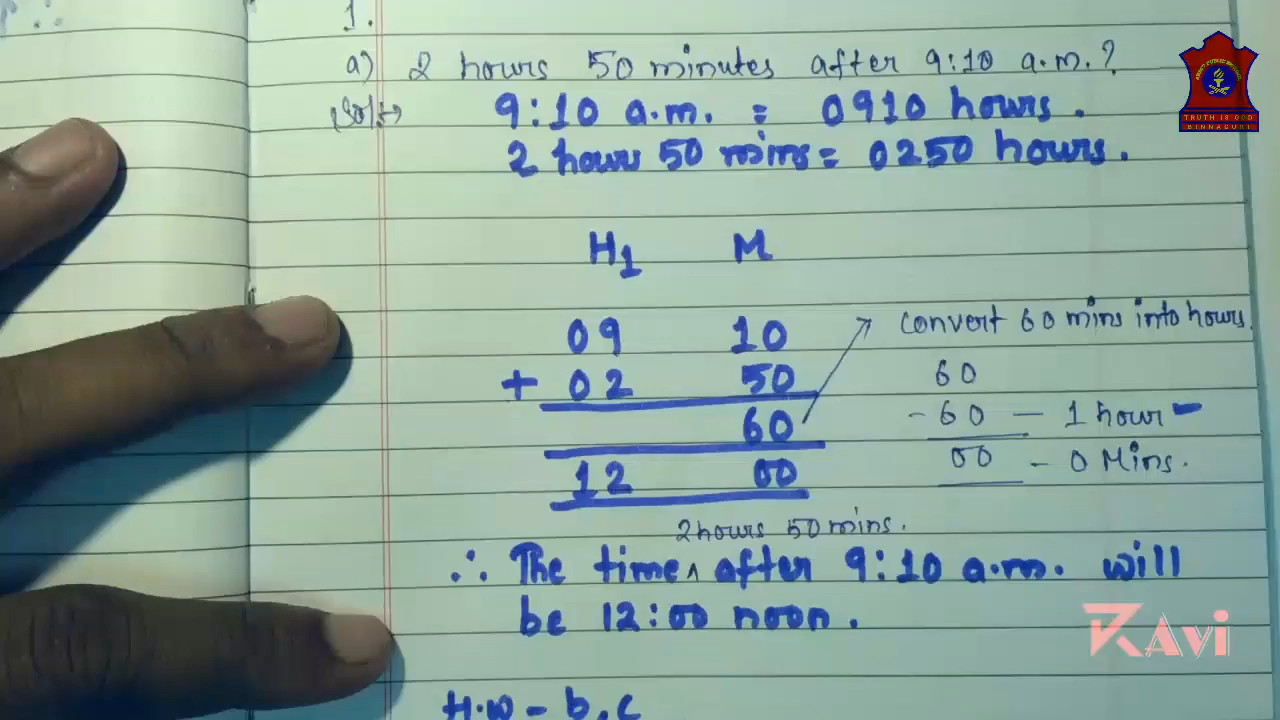 1.
a) 2 hours 50 minutes after 9:10 a.m.?
Sol:→ 9:10 a.m. = 0910 hours.
2 hours 50 mins = 0250 hours.
H1 M
09 10
+ 02 50
60
12 00
convert 60 mins into hours.
60
- 60 - 1 hour
00 - 0 Mins.
2 hours 50 mins.
∴ The time ^ after 9:10 a.m. will
be 12:00 noon.
H.W - b, c
TRUTH IS GOD
BINNAGURI
RAvi